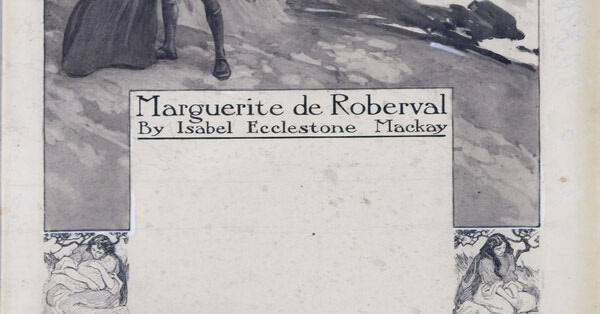 Marguerite de Roberval
By Isabel Ecclestone Mackay